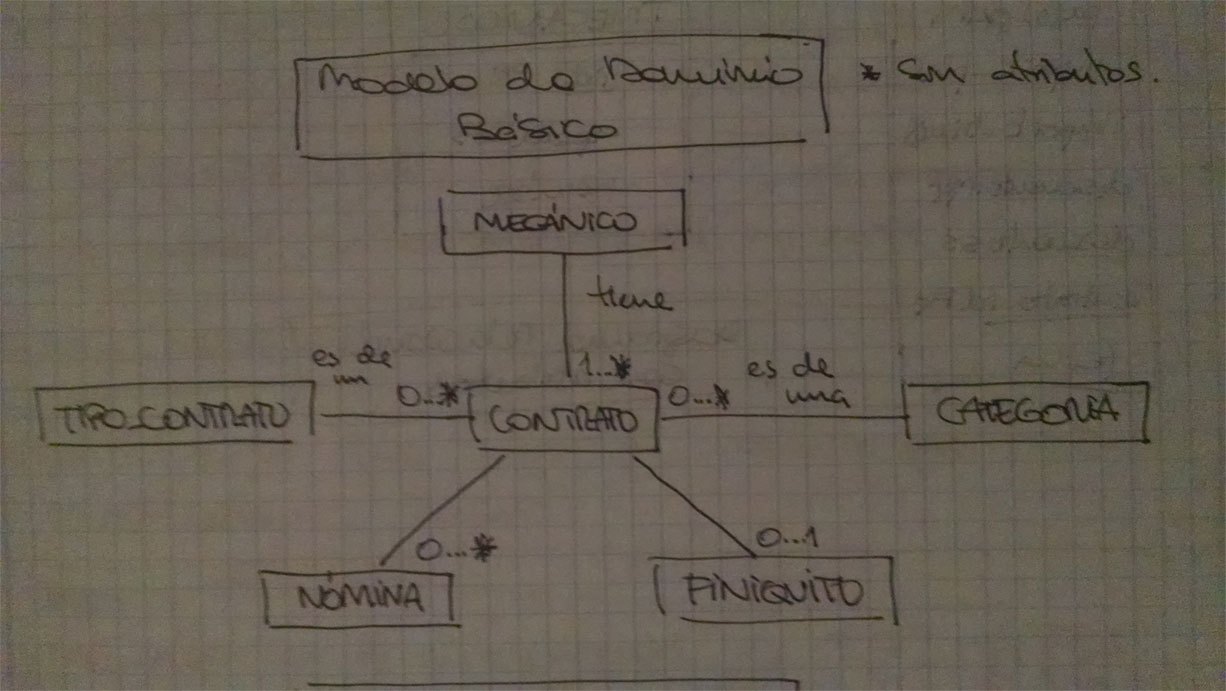 Modelo de Dominio
Básico
* Sin atributos.
MECÁNICO
tiene
1..*
es de
un
0..*
0..*
es de
una
TIPO_CONTRATO
CONTRATO
CATEGORÍA
0...*
0...1
NÓMINA
FINIQUITO